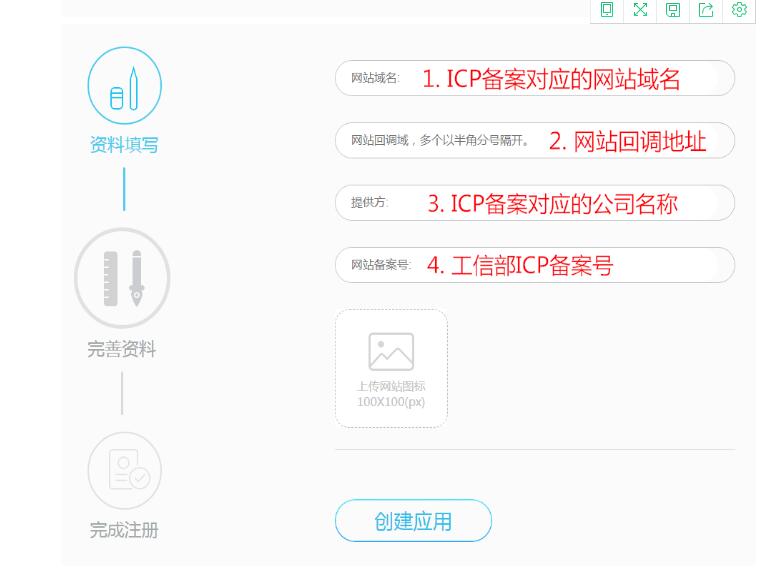 网站域名:
1. ICP备案对应的网站域名
资料填写
网站回调域，多个以半角分号隔开。
2. 网站回调地址
提供方:
3. ICP备案对应的公司名称
网站备案号:
4. 工信部ICP备案号
完善资料
上传网站图标
100X100(px)
完成注册
创建应用